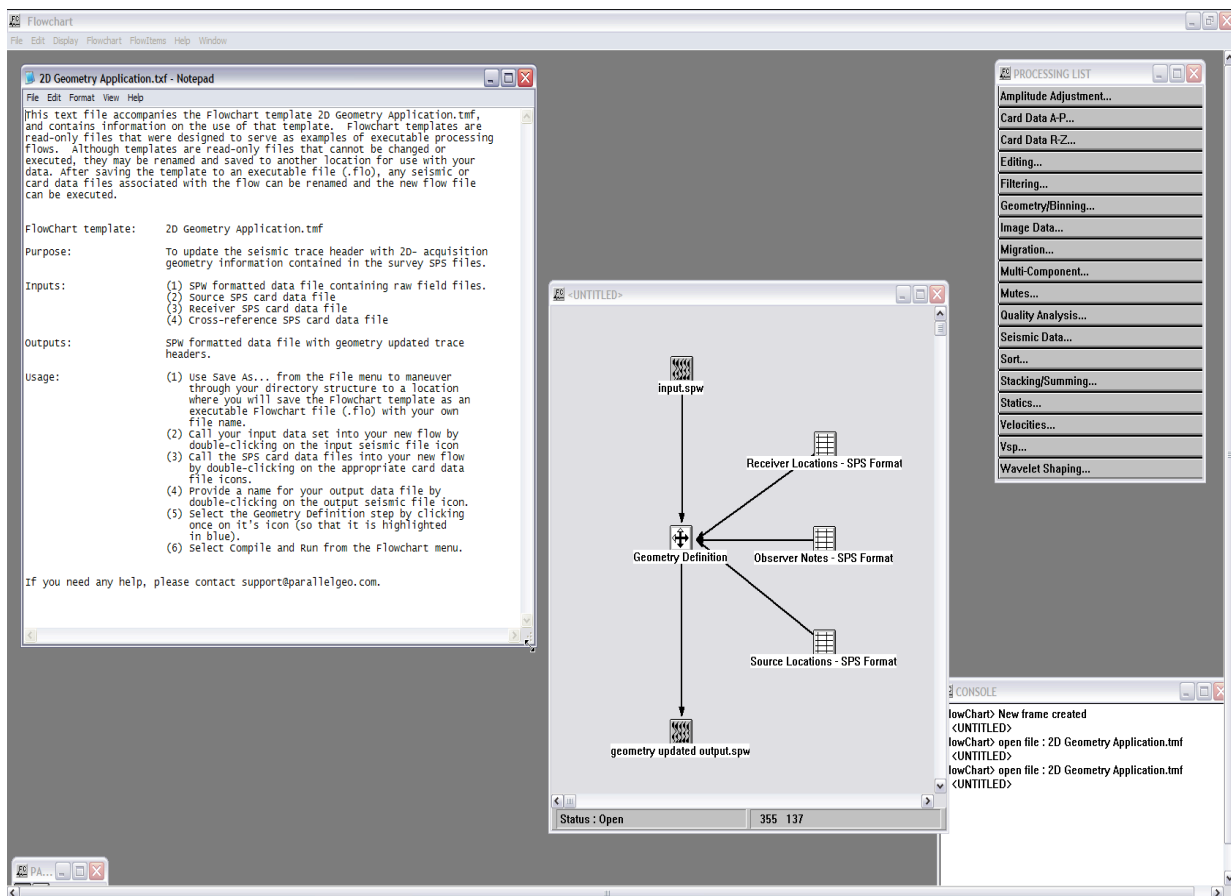 Flowchart
File Edit Display Flowchart FlowItems Help Window
2D Geometry Application.txf - Notepad
File Edit Format View Help
This text file accompanies the Flowchart template 2D Geometry Application.tmf,
and contains information on the use of that template. Flowchart templates are
read-only files that were designed to serve as examples of executable processing
flows. Although templates are read-only files that cannot be changed or
executed, they may be renamed and saved to another location for use with your
data. After saving the template to an executable file (.flo), any seismic or
card data files associated with the flow can be renamed and the new flow file
can be executed.
FlowChart template: 2D Geometry Application.tmf
Purpose: To update the seismic trace header with 2D- acquisition
geometry information contained in the survey SPS files.
Inputs: (1) SPW formatted data file containing raw field files.
(2) Source SPS card data file
(3) Receiver SPS card data file
(4) Cross-reference SPS card data file
Outputs: SPW formatted data file with geometry updated trace
headers.
Usage: (1) Use Save As... from the File menu to maneuver
through your directory structure to a location
where you will save the Flowchart template as an
executable Flowchart file (.flo) with your own
file name.
(2) Call your input data set into your new flow by
double-clicking on the input seismic file icon
(3) Call the SPS card data files into your new flow
by double-clicking on the appropriate card data
file icons.
(4) Provide a name for your output data file by
double-clicking on the output seismic file icon.
(5) Select the Geometry Definition step by clicking
once on it's icon (so that it is highlighted
in blue).
(6) Select Compile and Run from the Flowchart menu.
If you need any help, please contact support@parallelgeo.com.
<UNTITLED>
input.spw
Receiver Locations - SPS Format
Geometry Definition
Observer Notes - SPS Format
Source Locations - SPS Format
geometry updated output.spw
Status : Open
355 137
PROCESSING LIST
Amplitude Adjustment...
Card Data A-P...
Card Data R-Z...
Editing...
Filtering...
Geometry/Binning...
Image Data...
Migration...
Multi-Component...
Mutes...
Quality Analysis...
Seismic Data...
Sort...
Stacking/Summing...
Statics...
Velocities...
Vsp...
Wavelet Shaping...
CONSOLE
lowChart> New frame created
<UNTITLED>
lowChart> open file : 2D Geometry Application.tmf
<UNTITLED>
lowChart> open file : 2D Geometry Application.tmf
<UNTITLED>
PA...